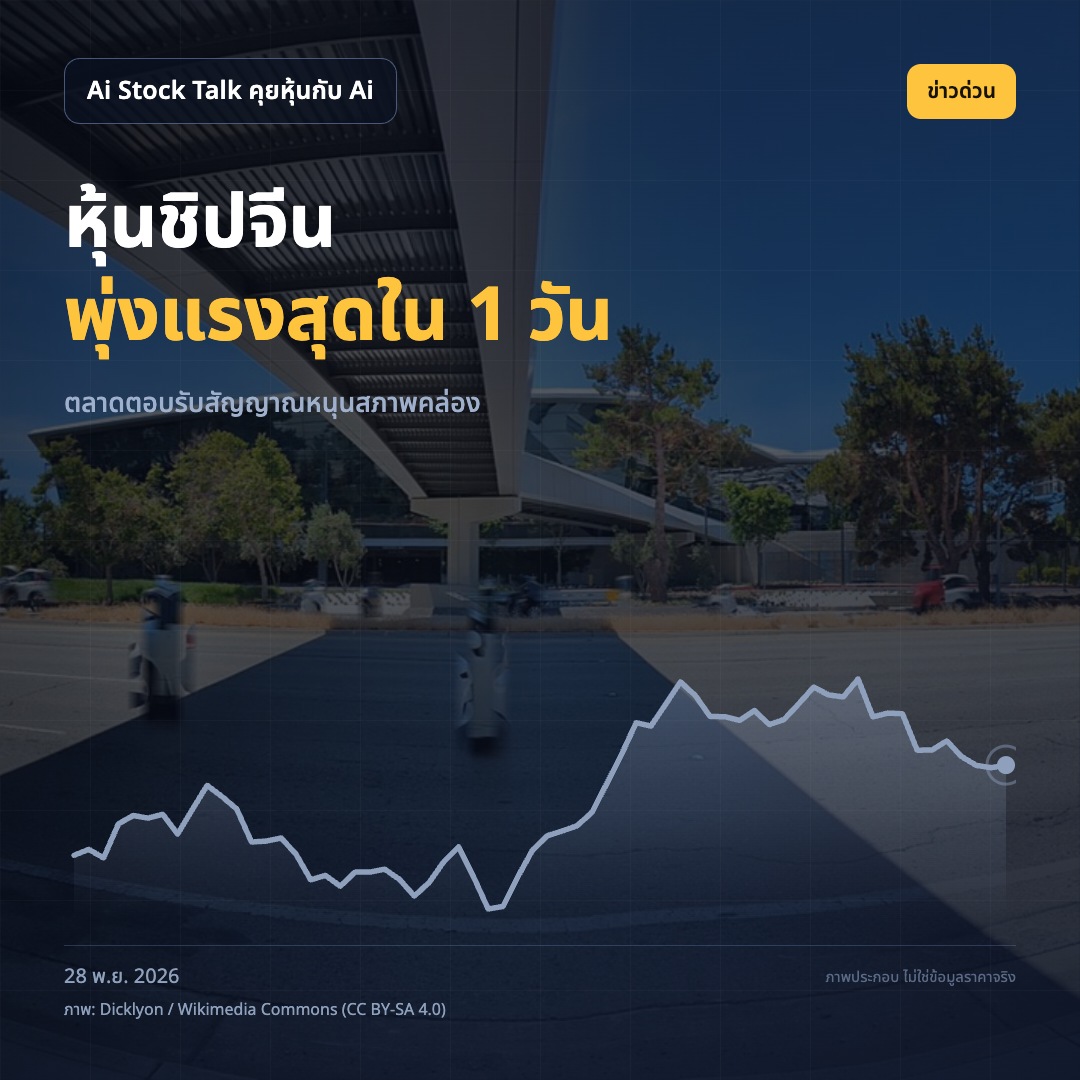 Ai Stock Talk คุยหุ้นกับ Ai
ข่าวด่วน
หุ้นชิปจีน
พุ่งแรงสุดใน 1 วัน
ตลาดตอบรับสัญญาณหนุนสภาพคล่อง
28 พ.ย. 2026
ภาพประกอบ ไม่ใช่ข้อมูลราคาจริง
ภาพ: Dicklyon / Wikimedia Commons (CC BY-SA 4.0)